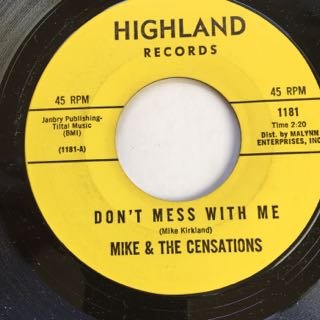 HIGHLAND
RECORDS
45 RPM
45 RPM
Janbry Publishing-
Tiltal Music
(BMI)
(1181-A)
1181
Time 2:20
Dist. by MALYNN
ENTERPRISES, INC
DON'T MESS WITH ME
(Mike Kirkland)
MIKE & THE CENSATIONS